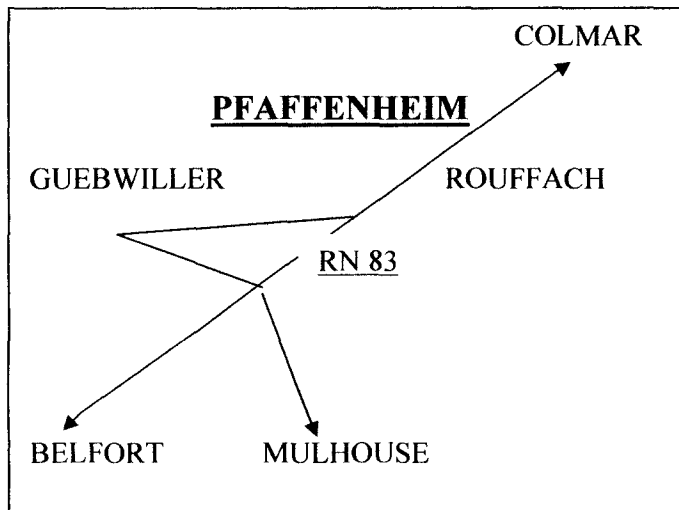 COLMAR
PFAFFENHEIM
GUEBWILLER ROUFFACH
RN 83
BELFORT MULHOUSE